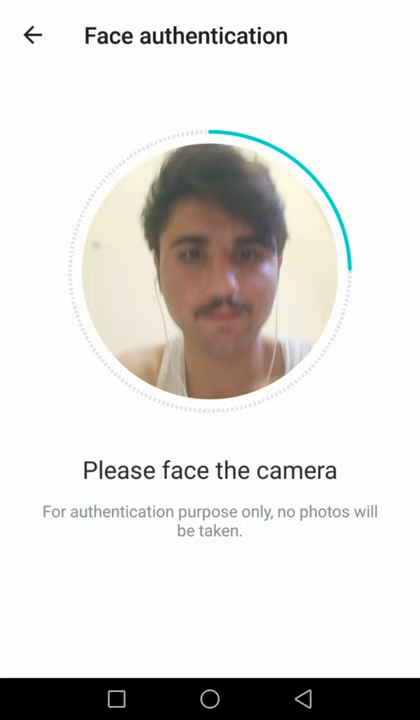 Face authentication
Please face the camera
For authentication purpose only, no photos will
be taken.